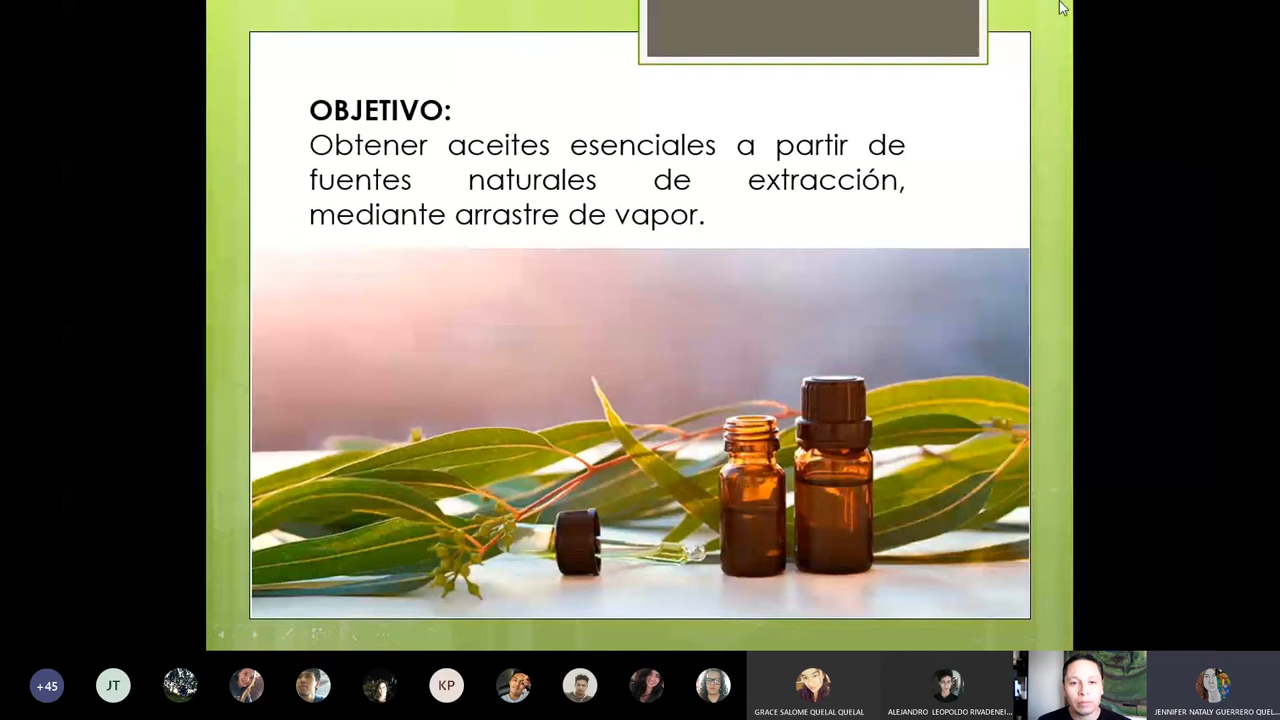 OBJETIVO:
Obtener aceites esenciales a partir de
fuentes naturales de extracción,
mediante arrastre de vapor.
+45
JT
KP
GRACE SALOME QUELAL QUELAL
ALEJANDRO LEOPOLDO RIVADENEI...
JENNIFER NATALY GUERRERO QUEL...